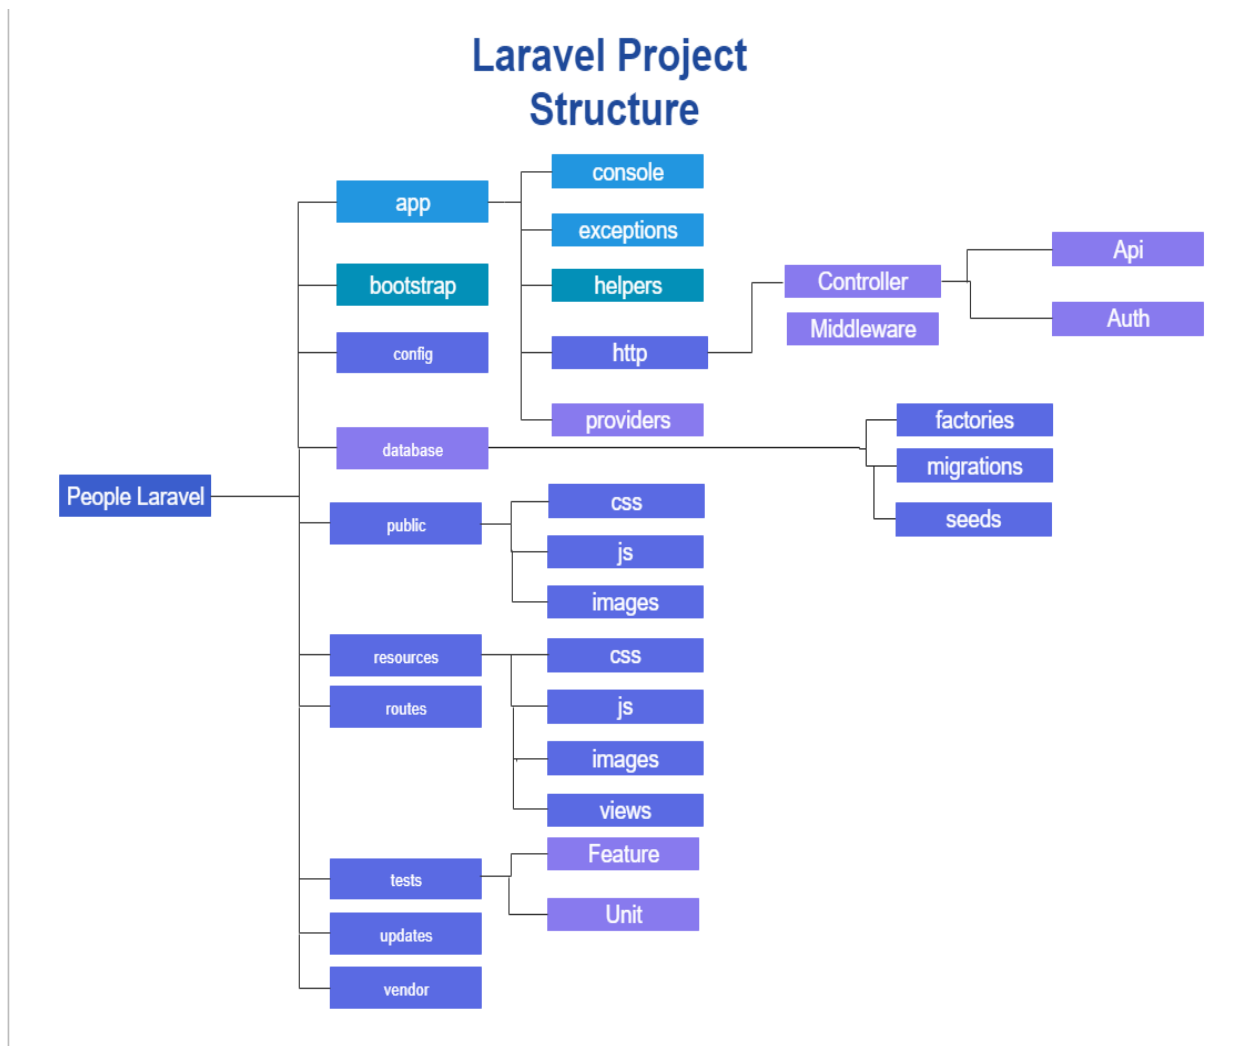 Laravel Project
Structure
console
app
exceptions
Api
bootstrap
helpers
Controller
Auth
Middleware
config
http
providers
factories
database
migrations
People Laravel
css
seeds
public
js
images
resources
css
routes
js
images
views
Feature
tests
Unit
updates
vendor